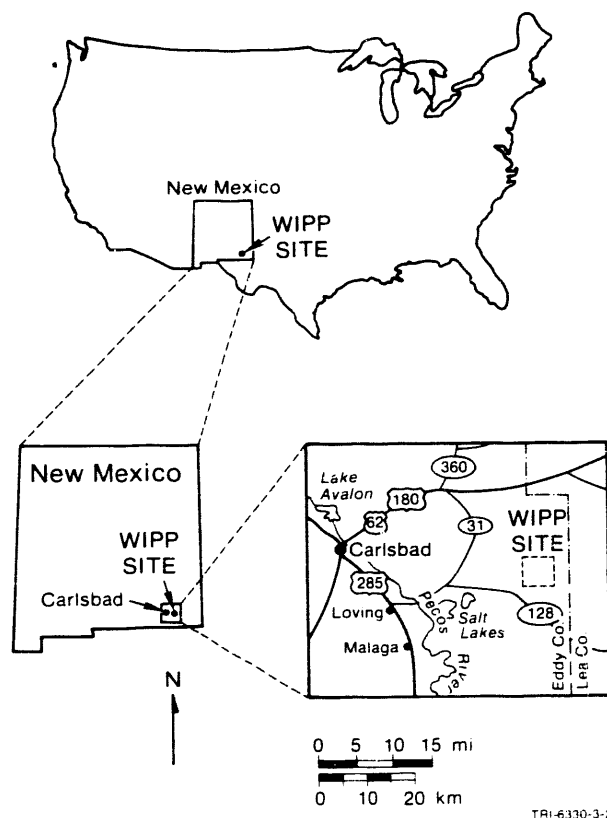 New Mexico
WIPP
SITE
New Mexico
WIPP
SITE
Carlsbad
N
Lake
Avalon
360
180
62
31
WIPP
SITE
Carlsbad
285
Loving
Pecos
River
Salt
Lakes
128
Malaga
Eddy Co
Lea Co
0 5 10 15 mi
0 10 20 km